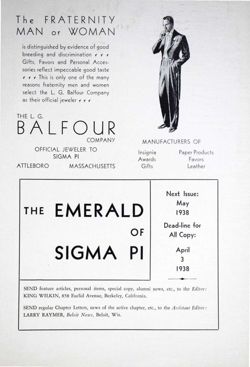 The FRATERNITY
MAN or WOMAN
is distinguished by evidence of good
breeding and discrimination
Gifts, Favors and Personal Acces-
sories reflect impeccable good taste
This is only one of the many
reasons fraternity men and women
select the L. G. Balfour Company
as their official jeweler
THE L. G.
BALFOUR
COMPANY
OFFICIAL JEWELER TO
SIGMA PI
ATTLEBORO MASSACHUSETTS
MANUFACTURERS OF
Insignia Paper Products
Awards Favors
Gifts Leather
THE EMERALD
OF
SIGMA PI
Next Issue:
May
1938
Dead-line for
All Copy:
April
3
1938
SEND feature articles, personal items, special copy, alumni news, etc., to the Editor:
KING WILKIN, 858 Euclid Avenue, Berkeley, California.
SEND regular Chapter Letters, news of the active chapter, etc., to the Assistant Editor:
LARRY RAYMER, Beloit News, Beloit, Wis.